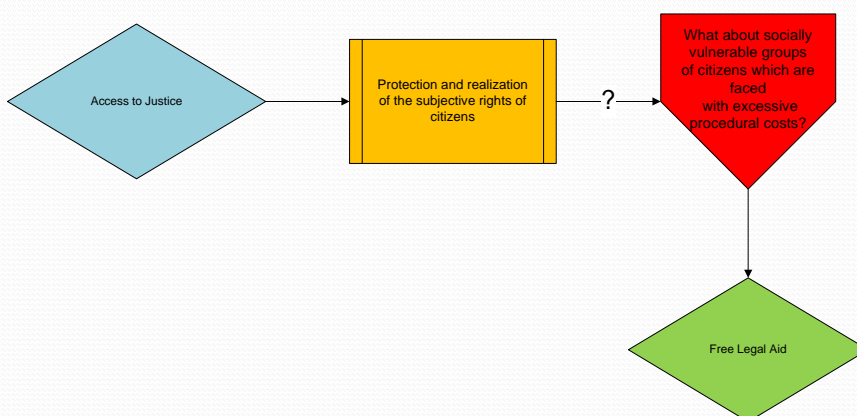 Access to Justice
Protection and realization
of the subjective rights of
citizens
?
What about socially
vulnerable groups
of citizens which are
faced
with excessive
procedural costs?
Free Legal Aid